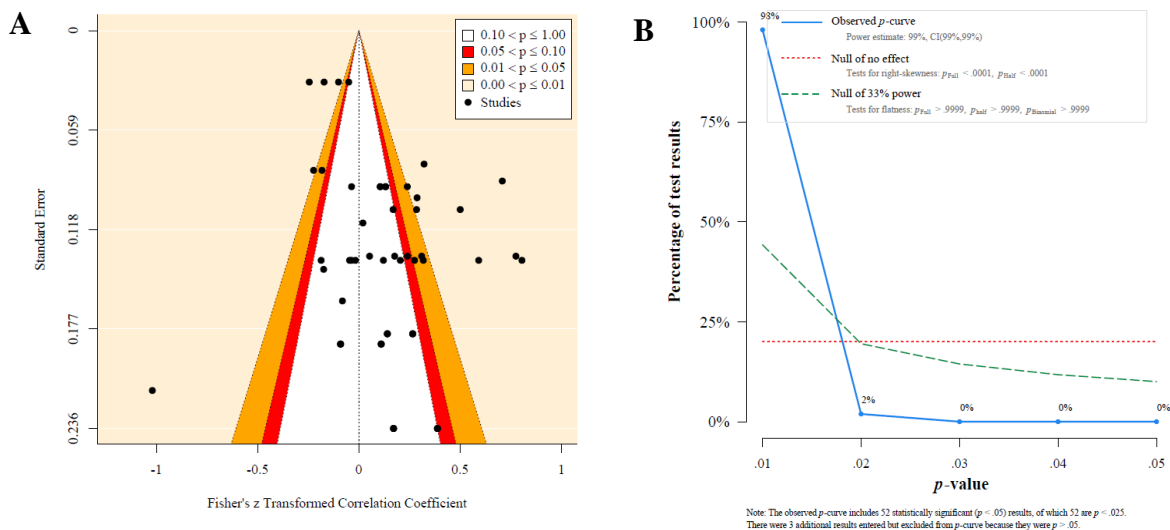 A
0
0.059
0.118
0.177
0.236
Standard Error
0.10 < p ≤ 1.00
0.05 < p ≤ 0.10
0.01 < p ≤ 0.05
0.00 < p ≤ 0.01
Studies
-1
-0.5
0
0.5
1
Fisher's z Transformed Correlation Coefficient
B
100%
75%
50%
25%
0%
Percentage of test results
98%
Observed p-curve
Power estimate: 99%, CI(99%,99%)
Null of no effect
Tests for right-skewness: pFull < .0001, pHalf < .0001
Null of 33% power
Tests for flatness: pFull > .9999, phalf > .9999, pBinomial > .9999
2%
0%
0%
0%
.01
.02
.03
.04
.05
p-value
Note: The observed p-curve includes 52 statistically significant (p < .05) results, of which 52 are p < .025.
There were 3 additional results entered but excluded from p-curve because they were p > .05.